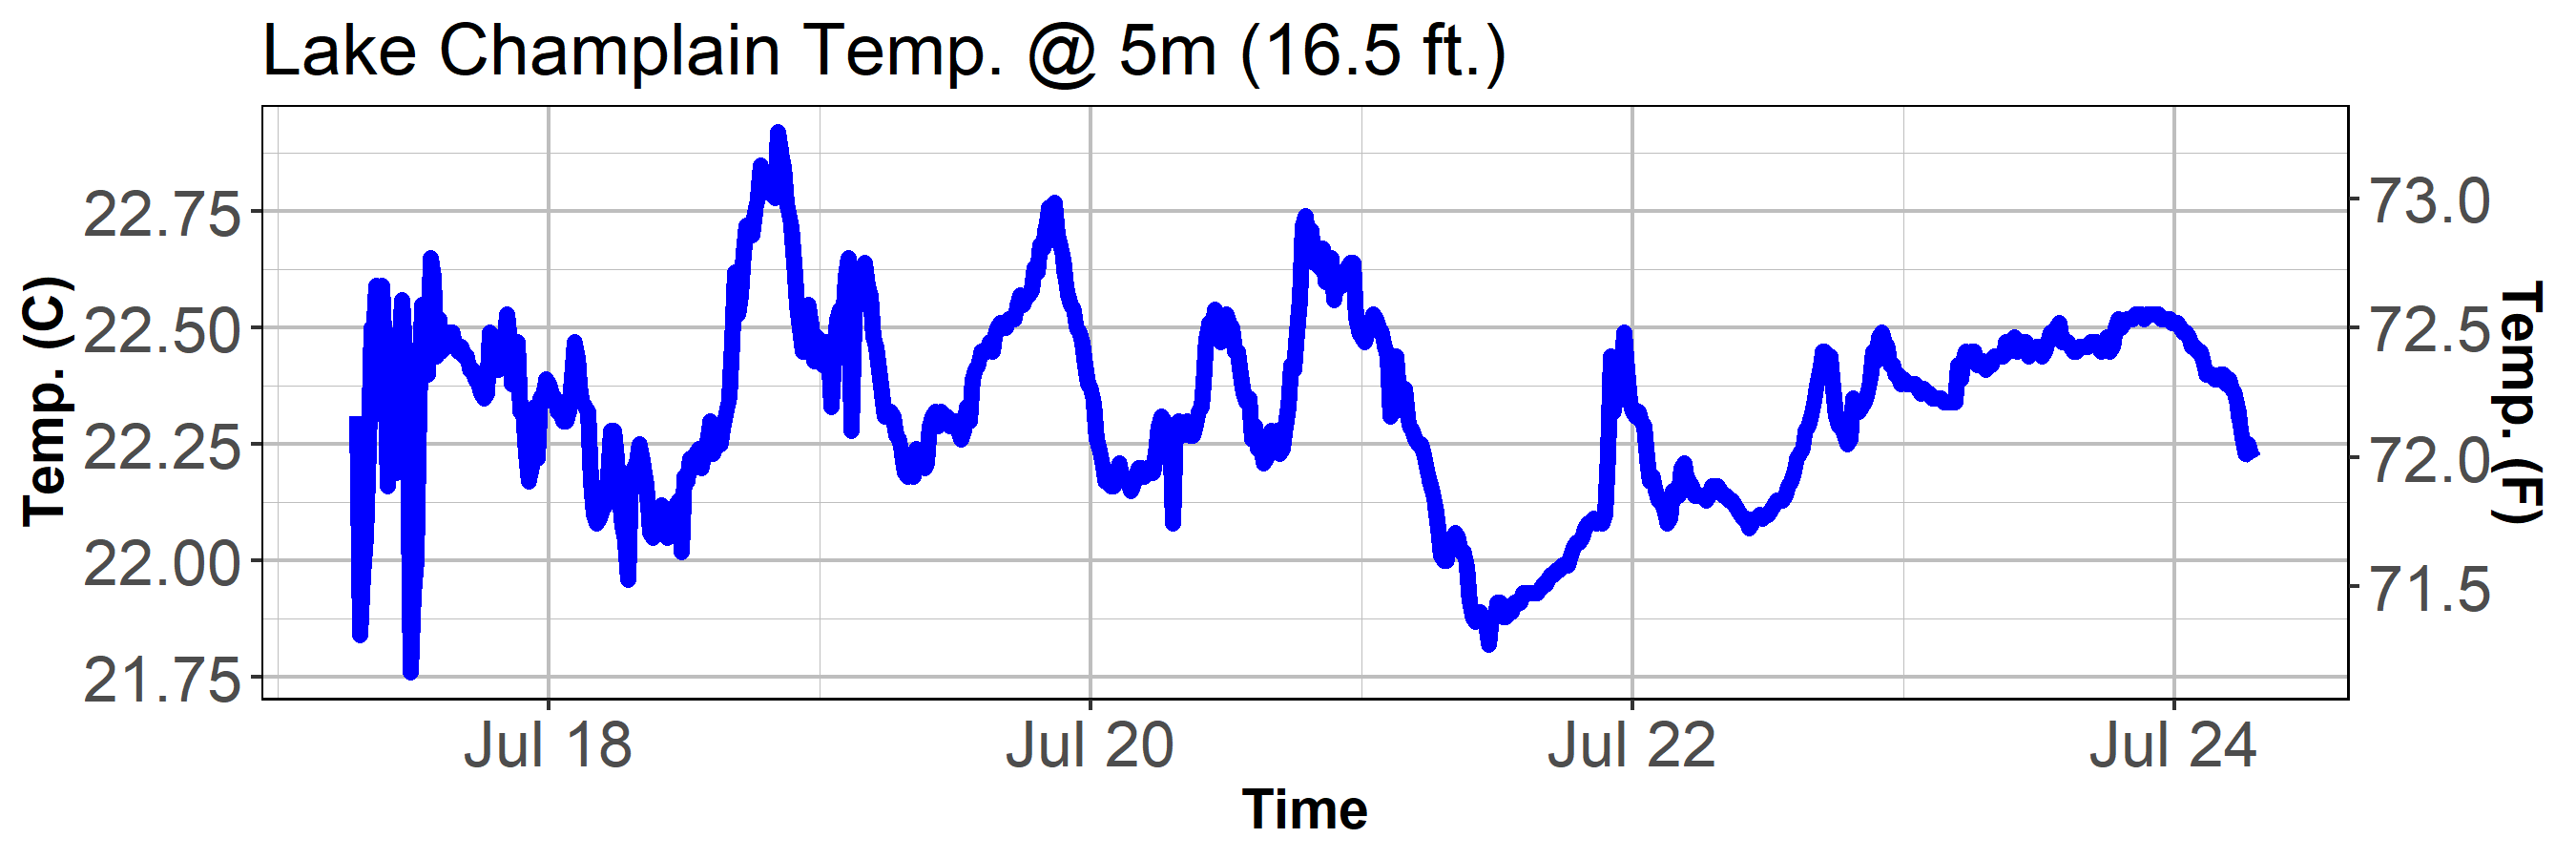 Lake Champlain Temp. @ 5m (16.5 ft.)
Temp. (C)
22.75
22.50
22.25
22.00
21.75
73.0
72.5
72.0
71.5
Temp. (F)
Jul 18
Jul 20
Jul 22
Jul 24
Time